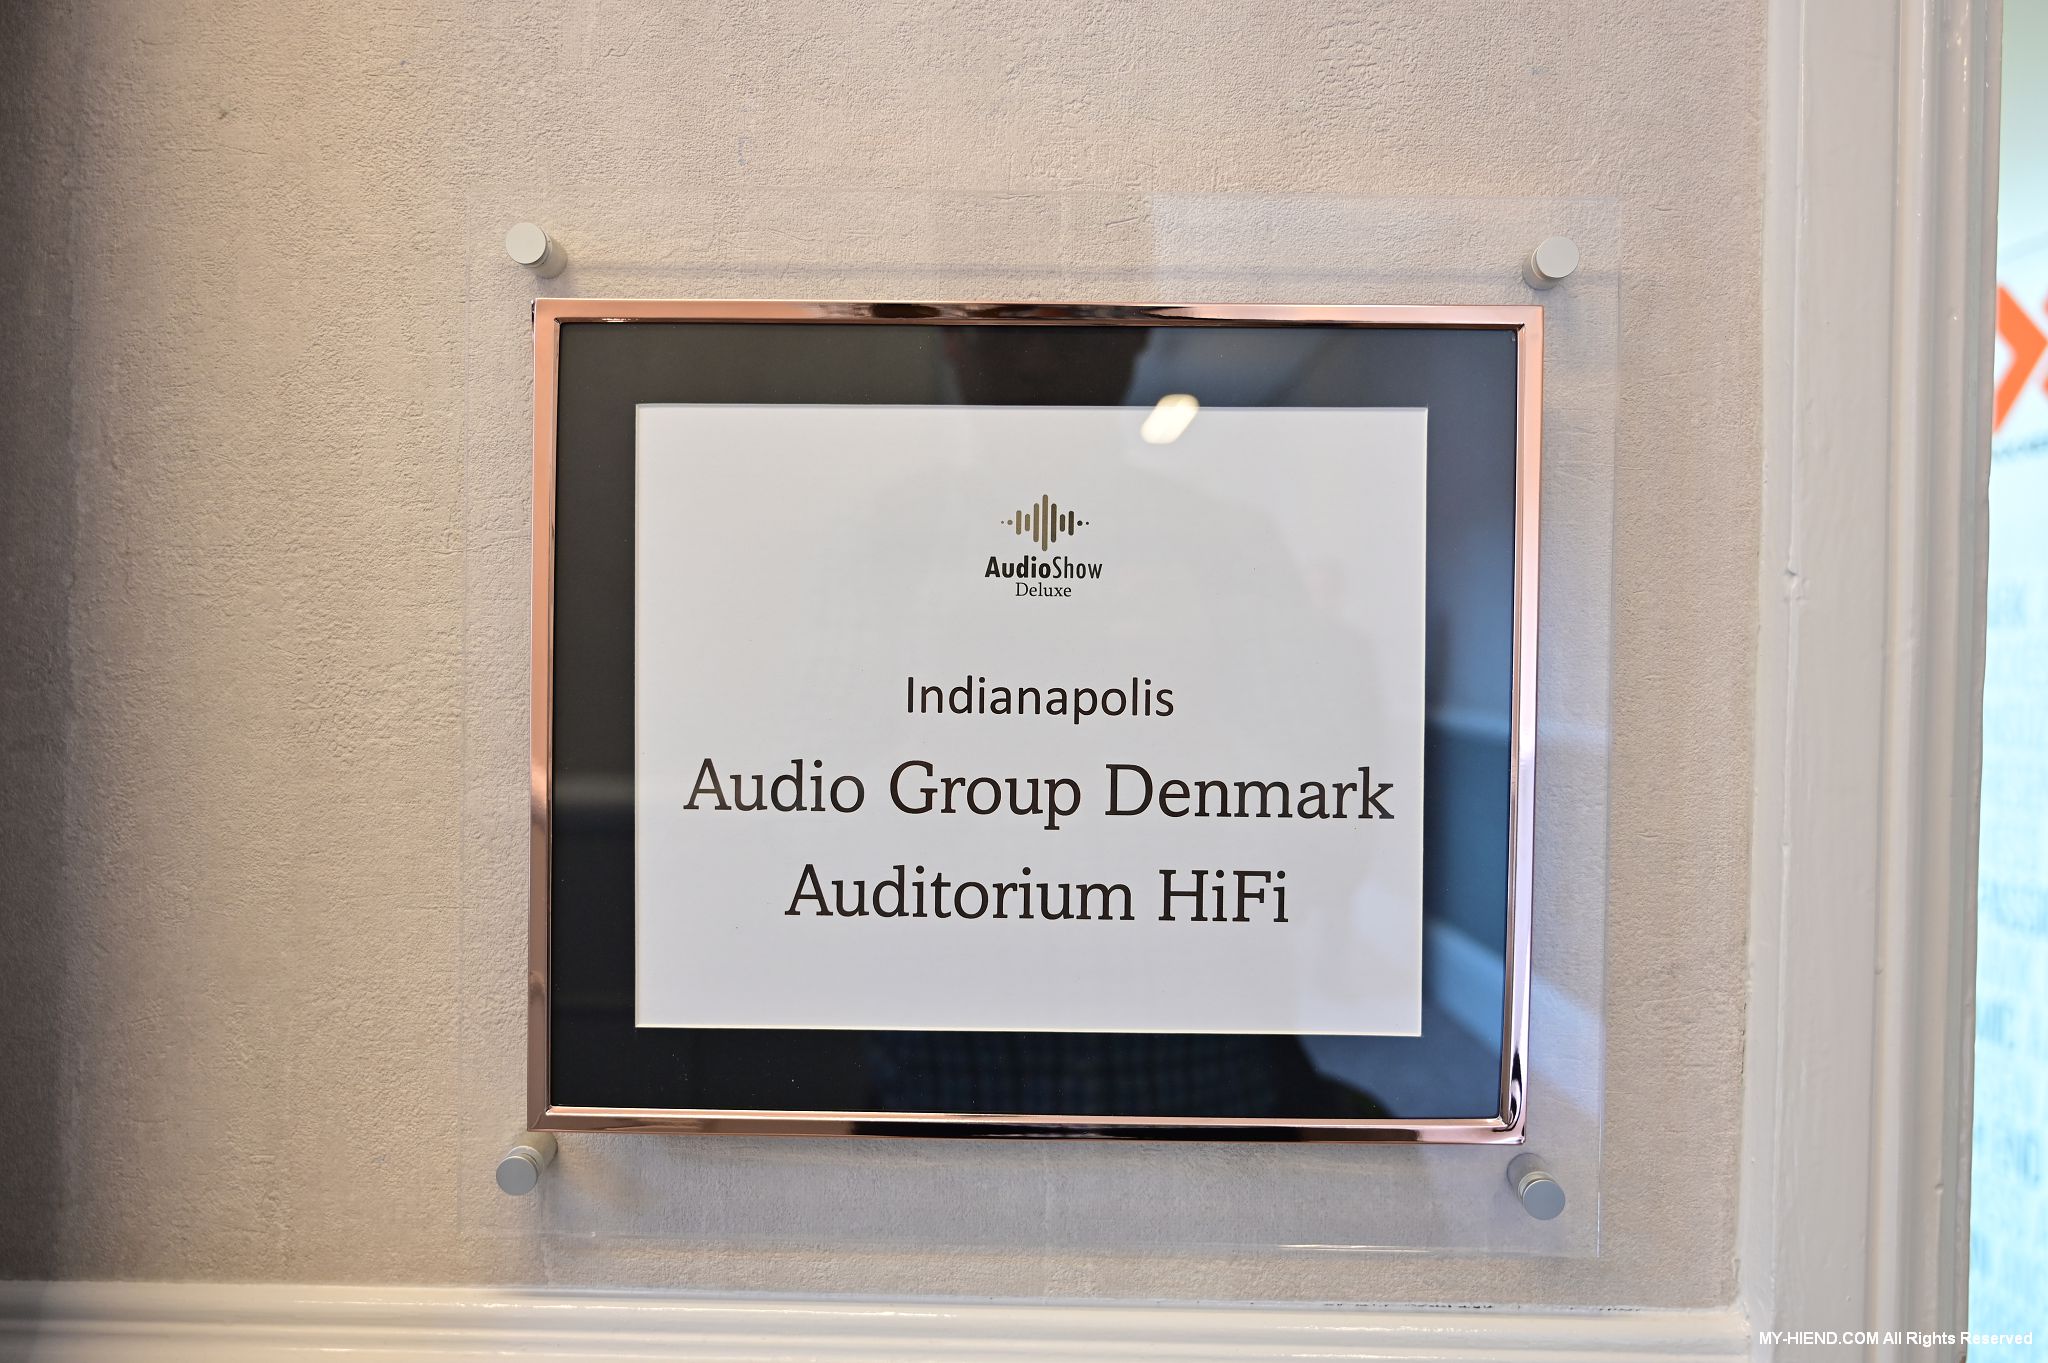 AudioShow
Deluxe
Indianapolis
Audio Group Denmark
Auditorium HiFi
MY-HIEND.COM All Rights Reserved